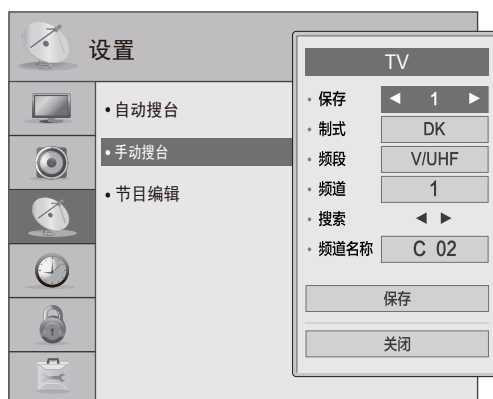 设置
• 自动搜台
• 手动搜台
• 节目编辑
TV
• 保存 ◀ 1 ▶
• 制式 DK
• 频段 V/UHF
• 频道 1
• 搜索 ◀ ▶
• 频道名称 C 02
保存
关闭